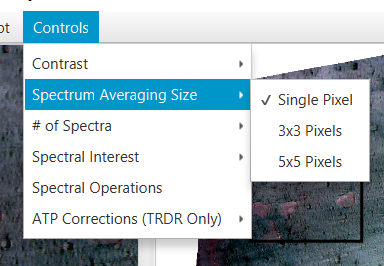 ot
Controls
Contrast
Spectrum Averaging Size
# of Spectra
Spectral Interest
Spectral Operations
ATP Corrections (TRDR Only)
Single Pixel
3x3 Pixels
5x5 Pixels